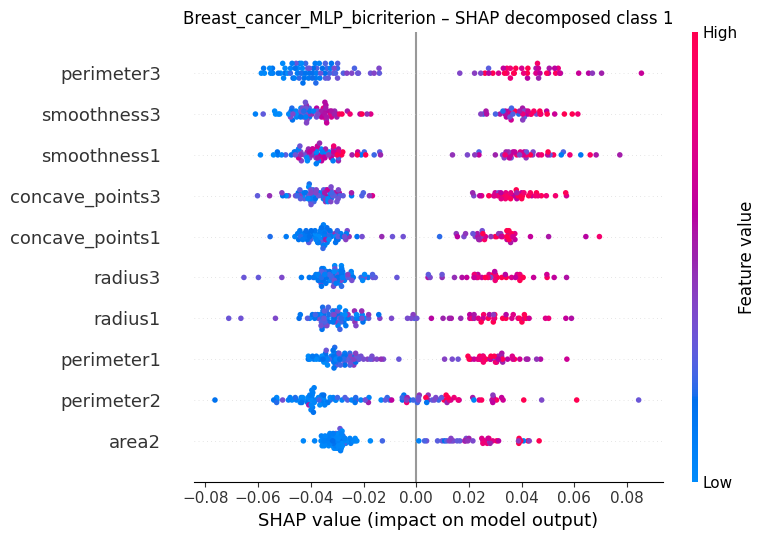 Breast_cancer_MLP_bicriterion – SHAP decomposed class 1
High
perimeter3
smoothness3
smoothness1
concave_points3
concave_points1
radius3
radius1
perimeter1
perimeter2
area2
Feature value
Low
−0.08 −0.06 −0.04 −0.02 0.00 0.02 0.04 0.06 0.08
SHAP value (impact on model output)